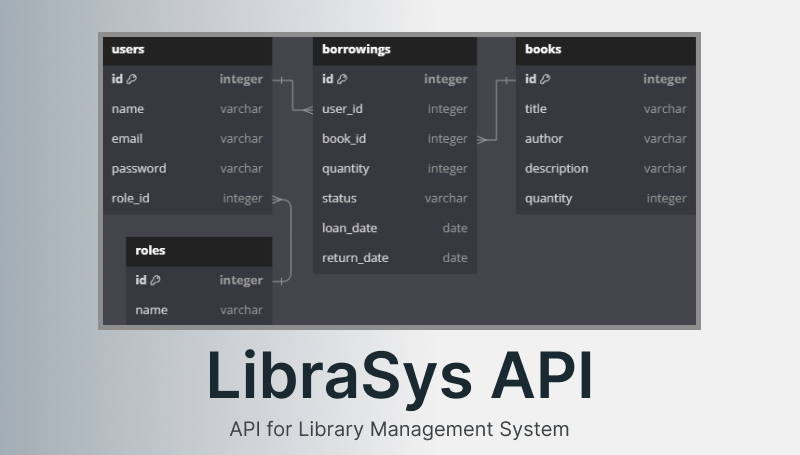 users
id integer
name varchar
email varchar
password varchar
role_id integer
roles
id integer
name varchar
borrowings
id integer
user_id integer
book_id integer
quantity integer
status varchar
loan_date date
return_date date
books
id integer
title varchar
author varchar
description varchar
quantity integer
LibraSys API
API for Library Management System